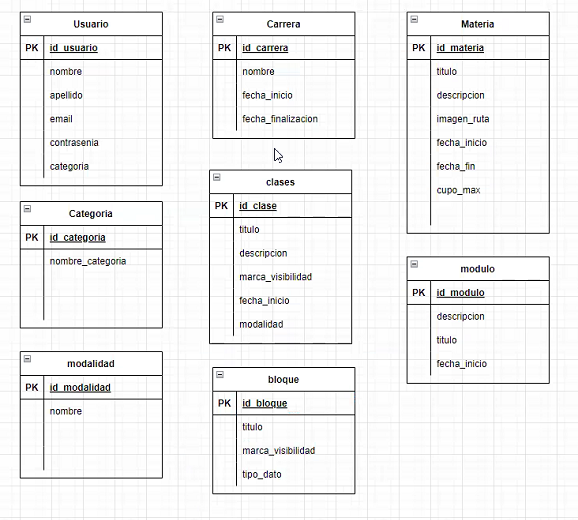 Usuario
PK id_usuario
nombre
apellido
email
contrasenia
categoria
Carrera
PK id_carrera
nombre
fecha_inicio
fecha_finalizacion
Materia
PK id_materia
titulo
descripcion
imagen_ruta
fecha_inicio
fecha_fin
cupo_max
Categoria
PK id_categoria
nombre_categoria
clases
PK id_clase
titulo
descripcion
marca_visibilidad
fecha_inicio
modalidad
modulo
PK id_modulo
descripcion
titulo
fecha_inicio
modalidad
PK id_modalidad
nombre
bloque
PK id_bloque
titulo
marca_visibilidad
tipo_dato